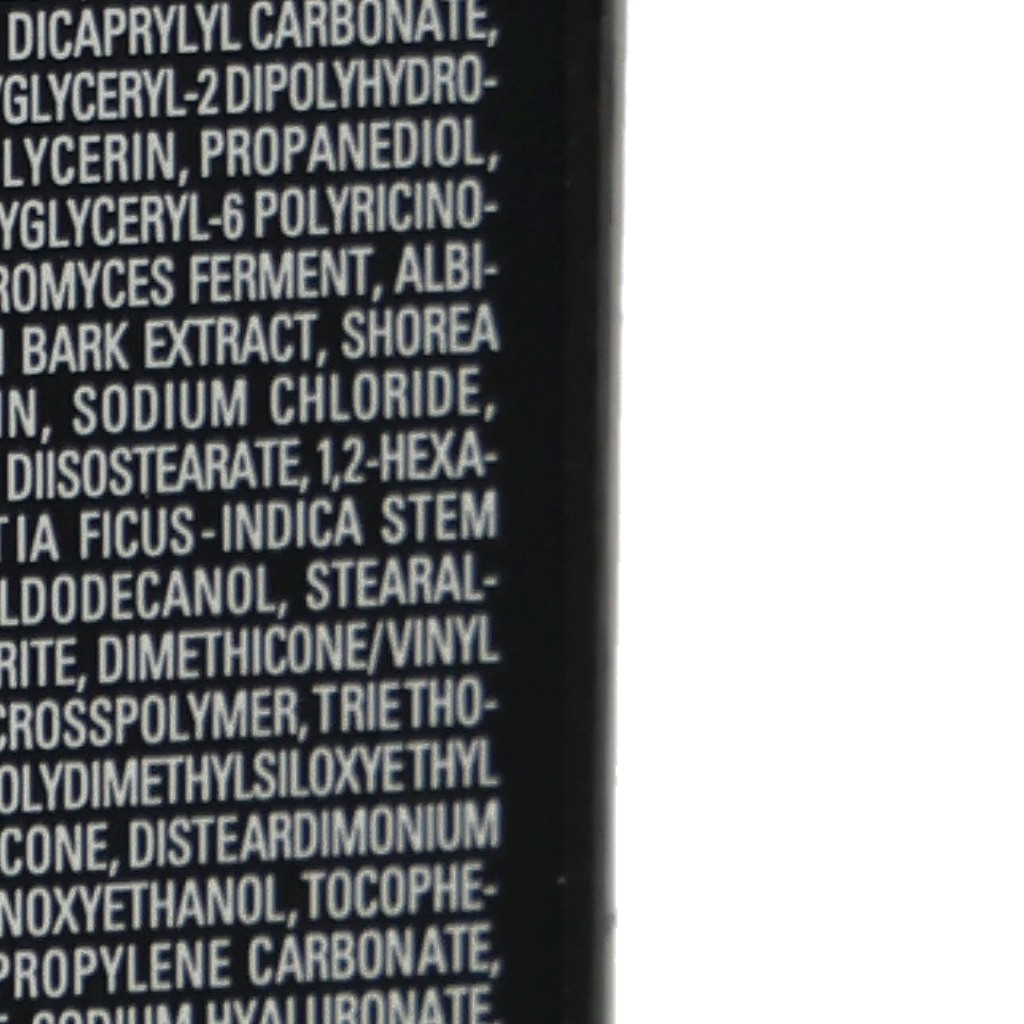 DICAPRYLYL CARBONATE,
YGLYCERYL-2 DIPOLYHYDRO-
LYCERIN, PROPANEDIOL,
YGLYCERYL-6 POLYRICINO-
ROMYCES FERMENT, ALBI-
BARK EXTRACT, SHOREA
IN, SODIUM CHLORIDE,
DIISOSTEARATE, 1,2-HEXA-
TIA FICUS-INDICA STEM
LDODECANOL, STEARAL-
RITE, DIMETHICONE/VINYL
CROSSPOLYMER, TRIETHO-
OLYDIMETHYLSILOXYETHYL
CONE, DISTEARDIMONIUM
NOXYETHANOL, TOCOPHE-
PROPYLENE CARBONATE,
SODIUM HYALURONATE,